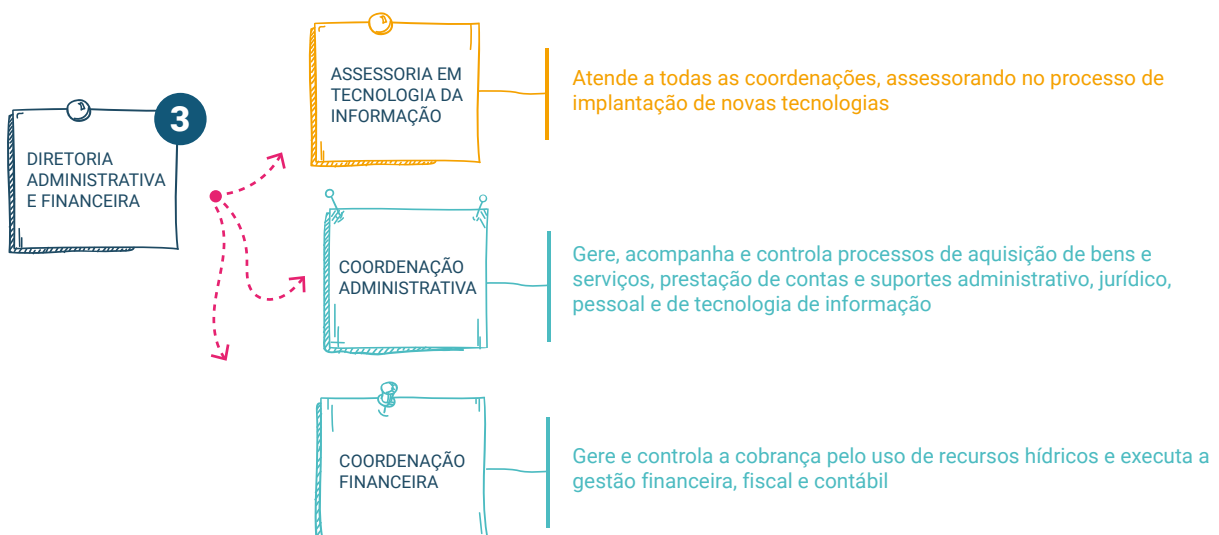 3
DIRETORIA
ADMINISTRATIVA
E FINANCEIRA
ASSESSORIA EM
TECNOLOGIA DA
INFORMAÇÃO
Atende a todas as coordenações, assessorando no processo de
implantação de novas tecnologias
COORDENAÇÃO
ADMINISTRATIVA
Gere, acompanha e controla processos de aquisição de bens e
serviços, prestação de contas e suportes administrativo, jurídico,
pessoal e de tecnologia de informação
COORDENAÇÃO
FINANCEIRA
Gere e controla a cobrança pelo uso de recursos hídricos e executa a
gestão financeira, fiscal e contábil